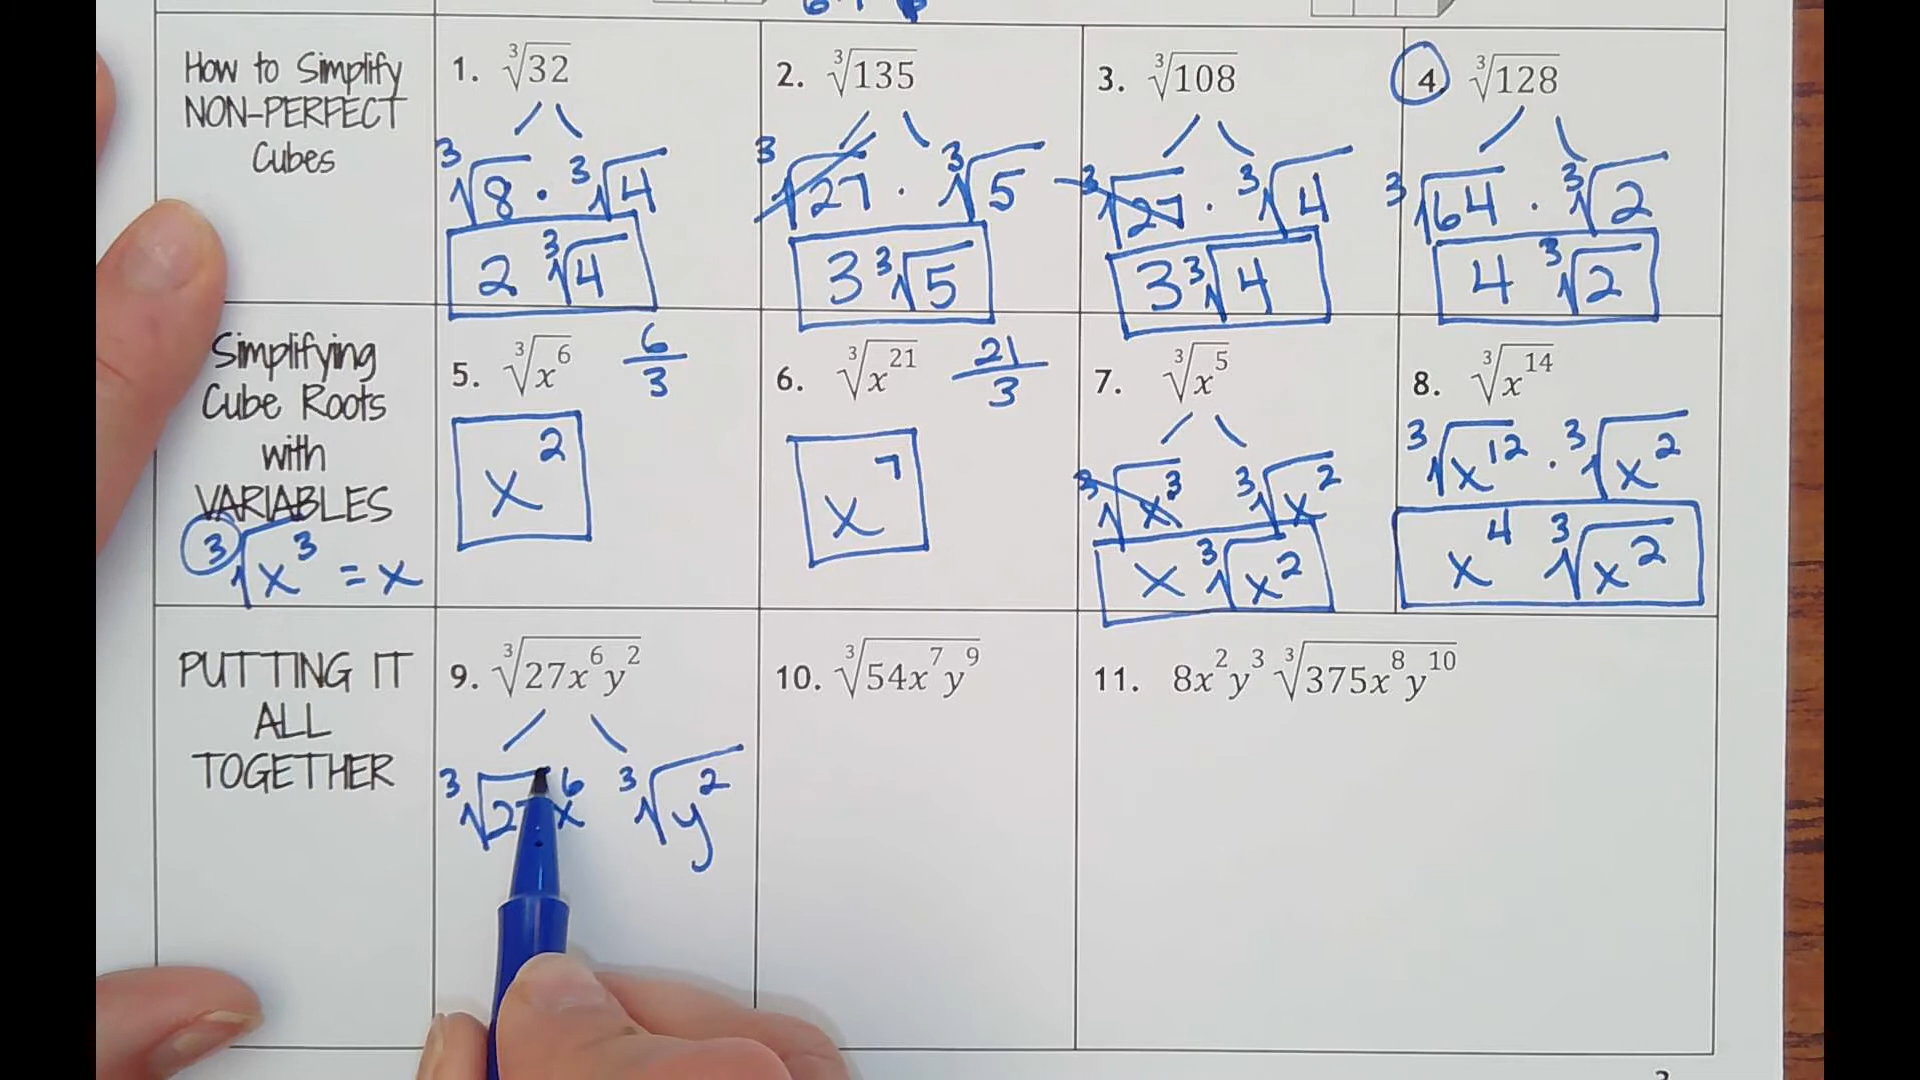 How to Simplify
NON-PERFECT
Cubes
1. ∛32
∛8 · ∛4
2 ∛4
2. ∛135
∛27 · ∛5
3∛5
3. ∛108
∛27 · ∛4
3∛4
4. ∛128
∛64 · ∛2
4 ∛2
Simplifying
Cube Roots
with
VARIABLES
∛x³ = x
5. ∛x⁶ 6/3
x²
6. ∛x²¹ 21/3
x⁷
7. ∛x⁵
∛x³ ∛x²
x ∛x²
8. ∛x¹⁴
∛x¹² · ∛x²
x⁴ ∛x²
PUTTING IT
ALL
TOGETHER
9. ∛27x⁶y²
∛2 x⁶ ∛y²
10. ∛54x⁷y⁹
11. 8x²y³ ∛375x⁸y¹⁰